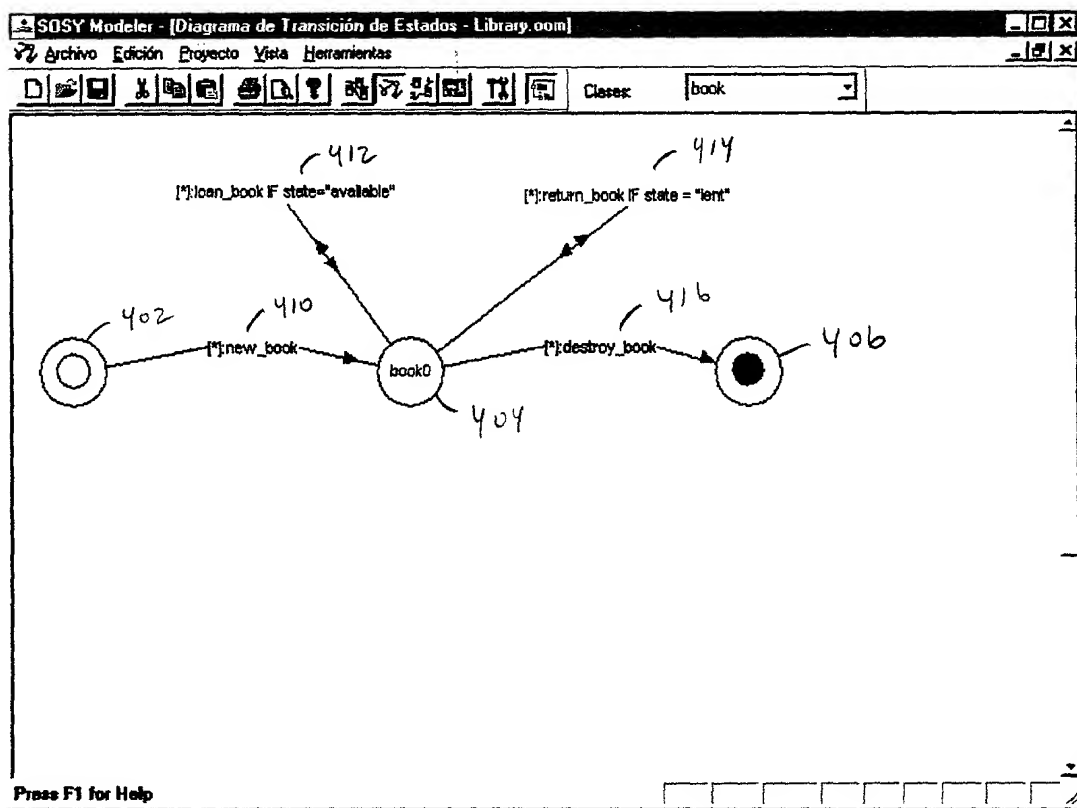 SOSY Modeler - [Diagrama de Transición de Estados - Library.oom]
Archivo Edición Proyecto Vista Herramientas
Clases: book
412
414
[*]:loan_book IF state="available"
[*]:return_book IF state = "lent"
402
410
416
406
[*]:new_book
book0
[*]:destroy_book
404
Press F1 for Help